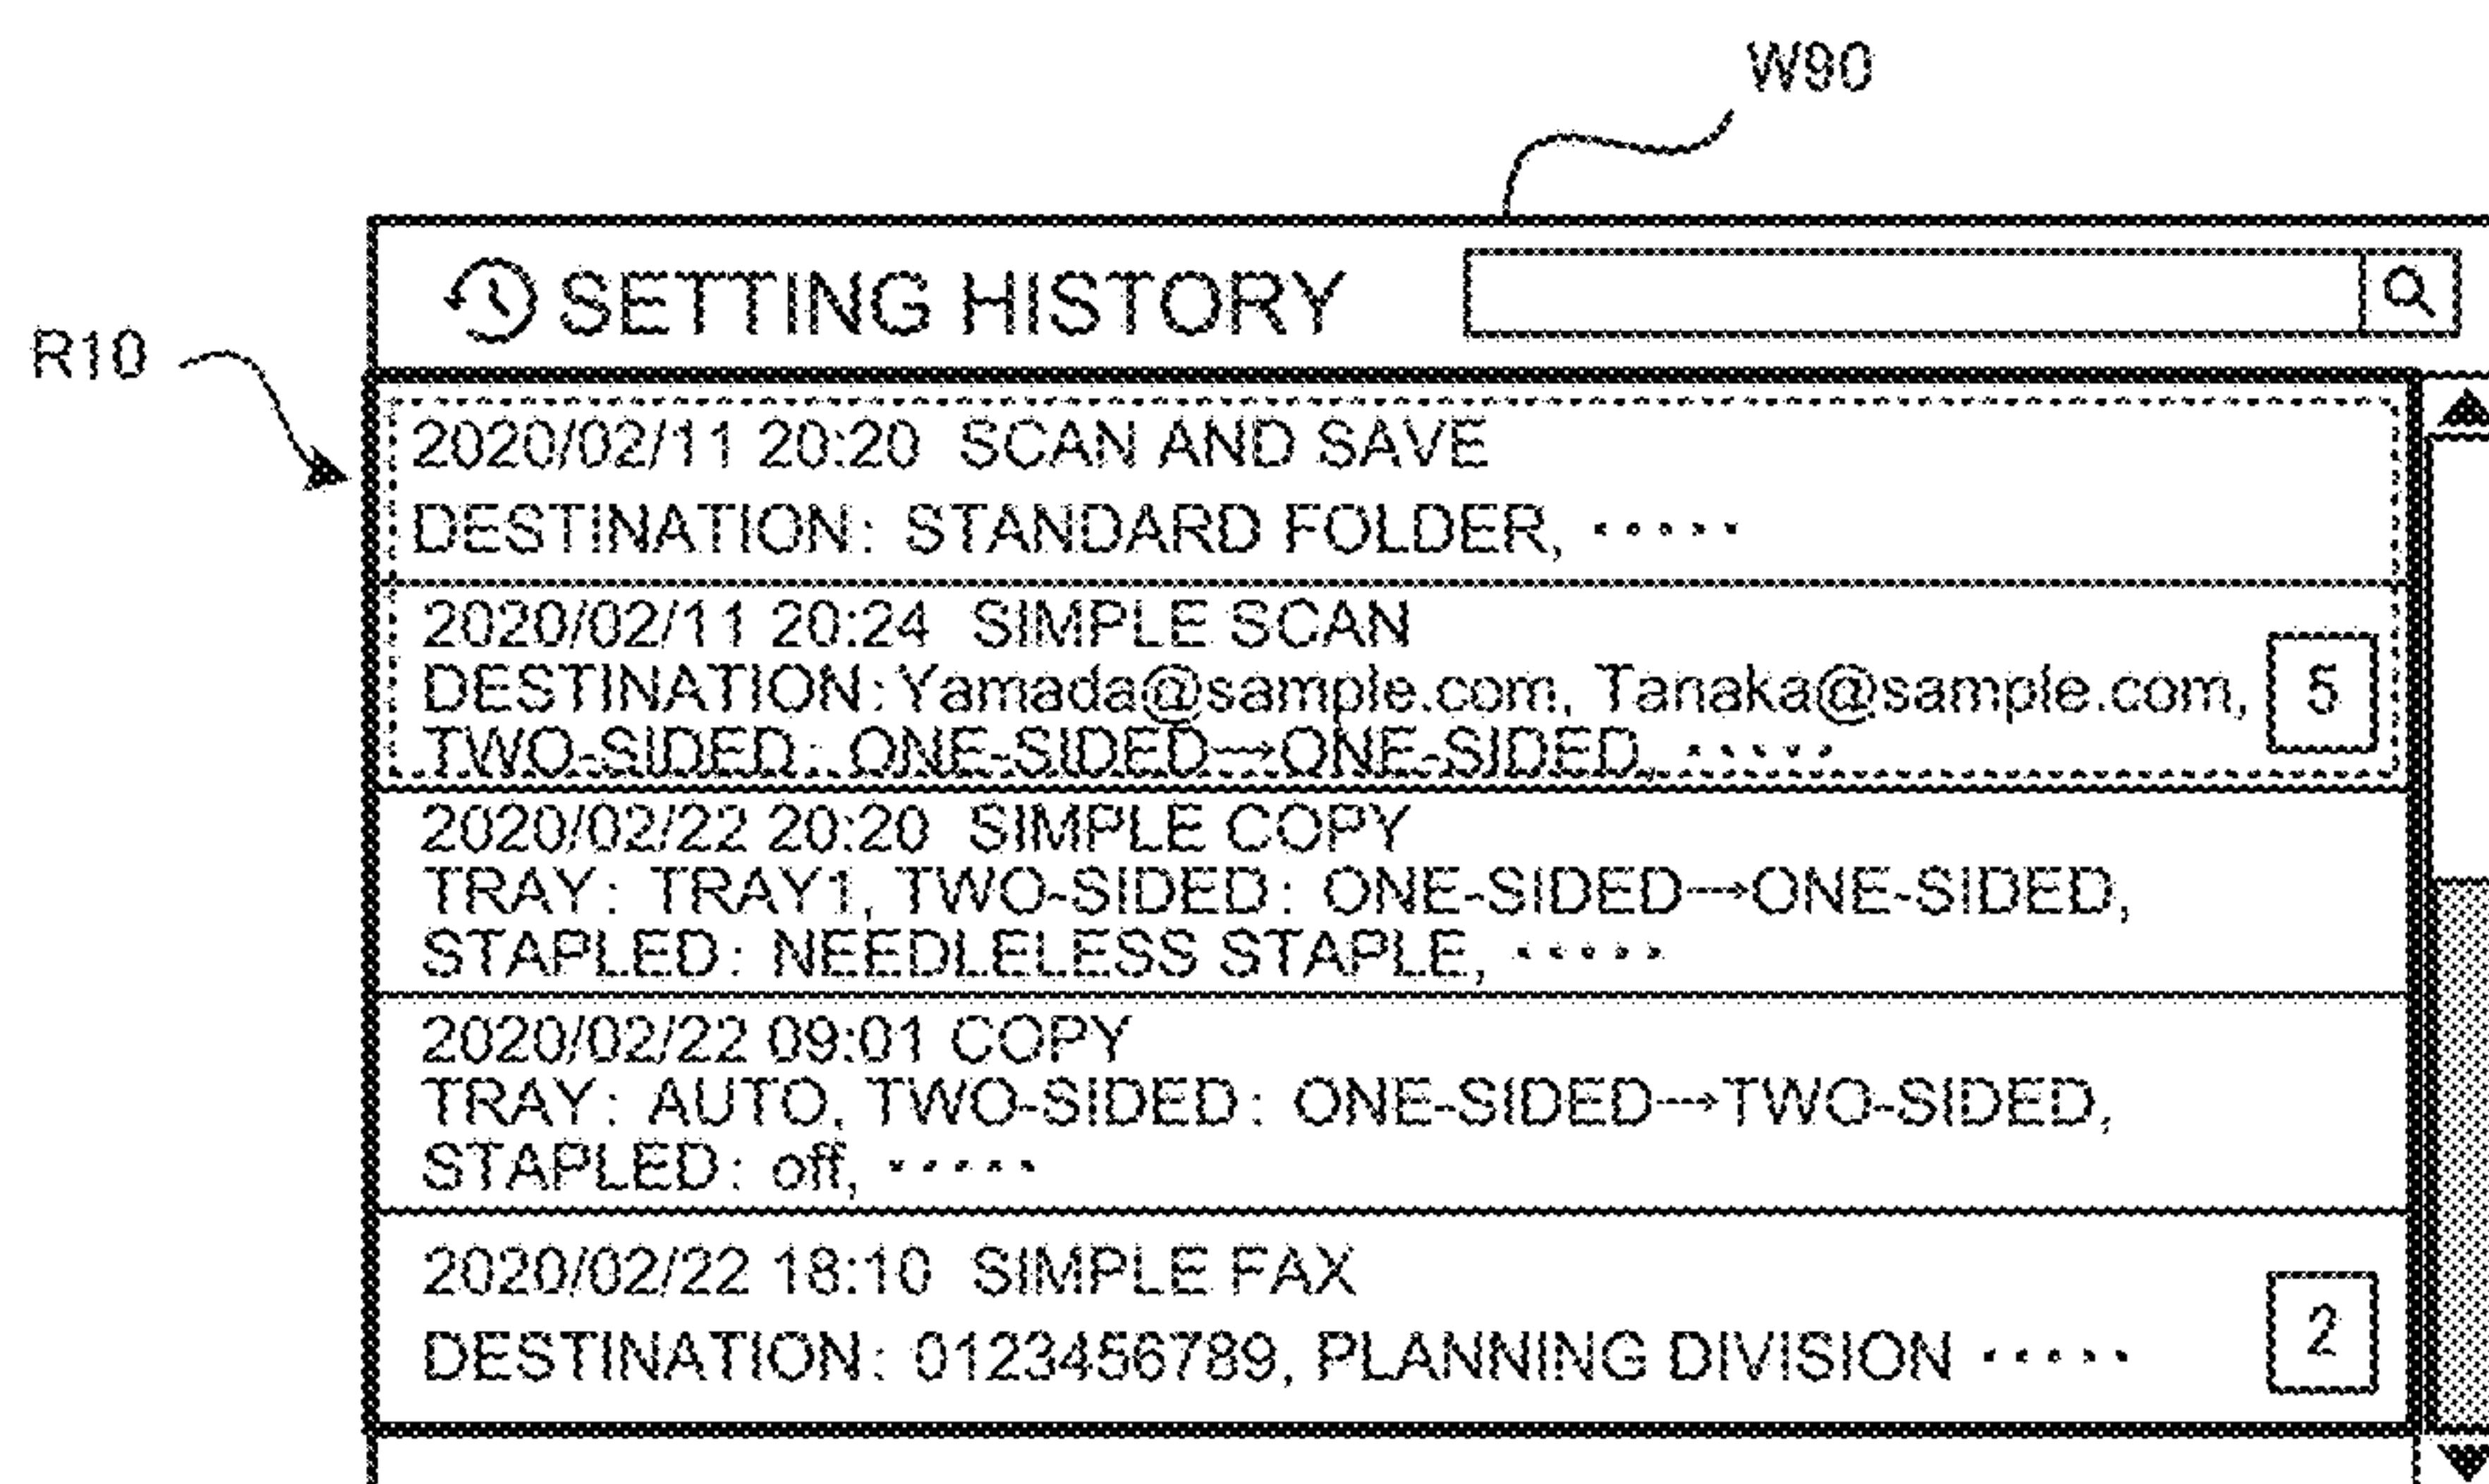 W90
SETTING HISTORY
R10
2020/02/11 20:20 SCAN AND SAVE
DESTINATION: STANDARD FOLDER, ·····
2020/02/11 20:24 SIMPLE SCAN
DESTINATION: Yamada@sample.com, Tanaka@sample.com,
5
TWO-SIDED: ONE-SIDED→ONE-SIDED, ·····
2020/02/22 20:20 SIMPLE COPY
TRAY: TRAY1, TWO-SIDED: ONE-SIDED→ONE-SIDED,
STAPLED: NEEDLELESS STAPLE, ·····
2020/02/22 09:01 COPY
TRAY: AUTO, TWO-SIDED: ONE-SIDED→TWO-SIDED,
STAPLED: off, ·····
2020/02/22 18:10 SIMPLE FAX
DESTINATION: 0123456789, PLANNING DIVISION ·····
2